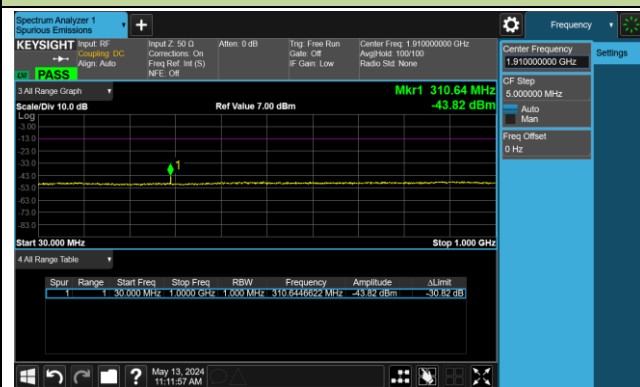 Spectrum Analyzer 1
Spurious Emissions
+
Frequency
KEYSIGHT Input: RF Input Z: 50 Ω Atten: 0 dB Trig: Free Run Center Freq: 1.910000000 GHz
Coupling: DC Corrections: On Gate: Off Avg|Hold: 100/100
Align: Auto Freq Ref: Int (S) IF Gain: Low Radio Std: None
NFE: Off
LXI PASS
Center Frequency
1.910000000 GHz
Settings
CF Step
5.000000 MHz
Auto
Man
Freq Offset
0 Hz
3 All Range Graph
Mkr1 310.64 MHz
Scale/Div 10.0 dB Ref Value 7.00 dBm -43.82 dBm
Log
-3.00
-13.0
-23.0
-33.0
-43.0
-53.0
-63.0
-73.0
-83.0
1
Start 30.000 MHz Stop 1.000 GHz
4 All Range Table
Spur Range Start Freq Stop Freq RBW Frequency Amplitude ΔLimit
1 1 30.000 MHz 1.0000 GHz 1.000 MHz 310.6446622 MHz -43.82 dBm -30.82 dB
?
May 13, 2024
11:11:57 AM